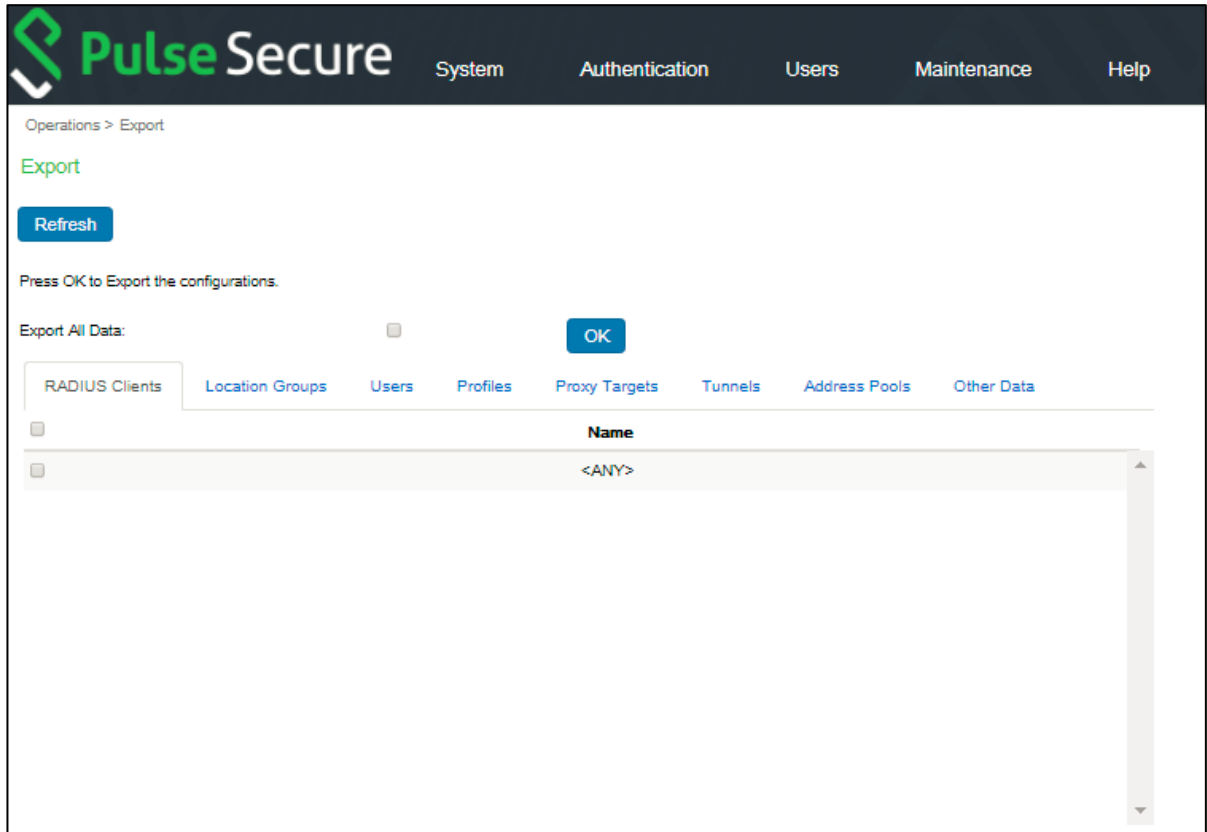 Pulse Secure System Authentication Users Maintenance Help
Operations > Export
Export
Refresh
Press OK to Export the configurations.
Export All Data: OK
RADIUS Clients Location Groups Users Profiles Proxy Targets Tunnels Address Pools Other Data
Name
<ANY>